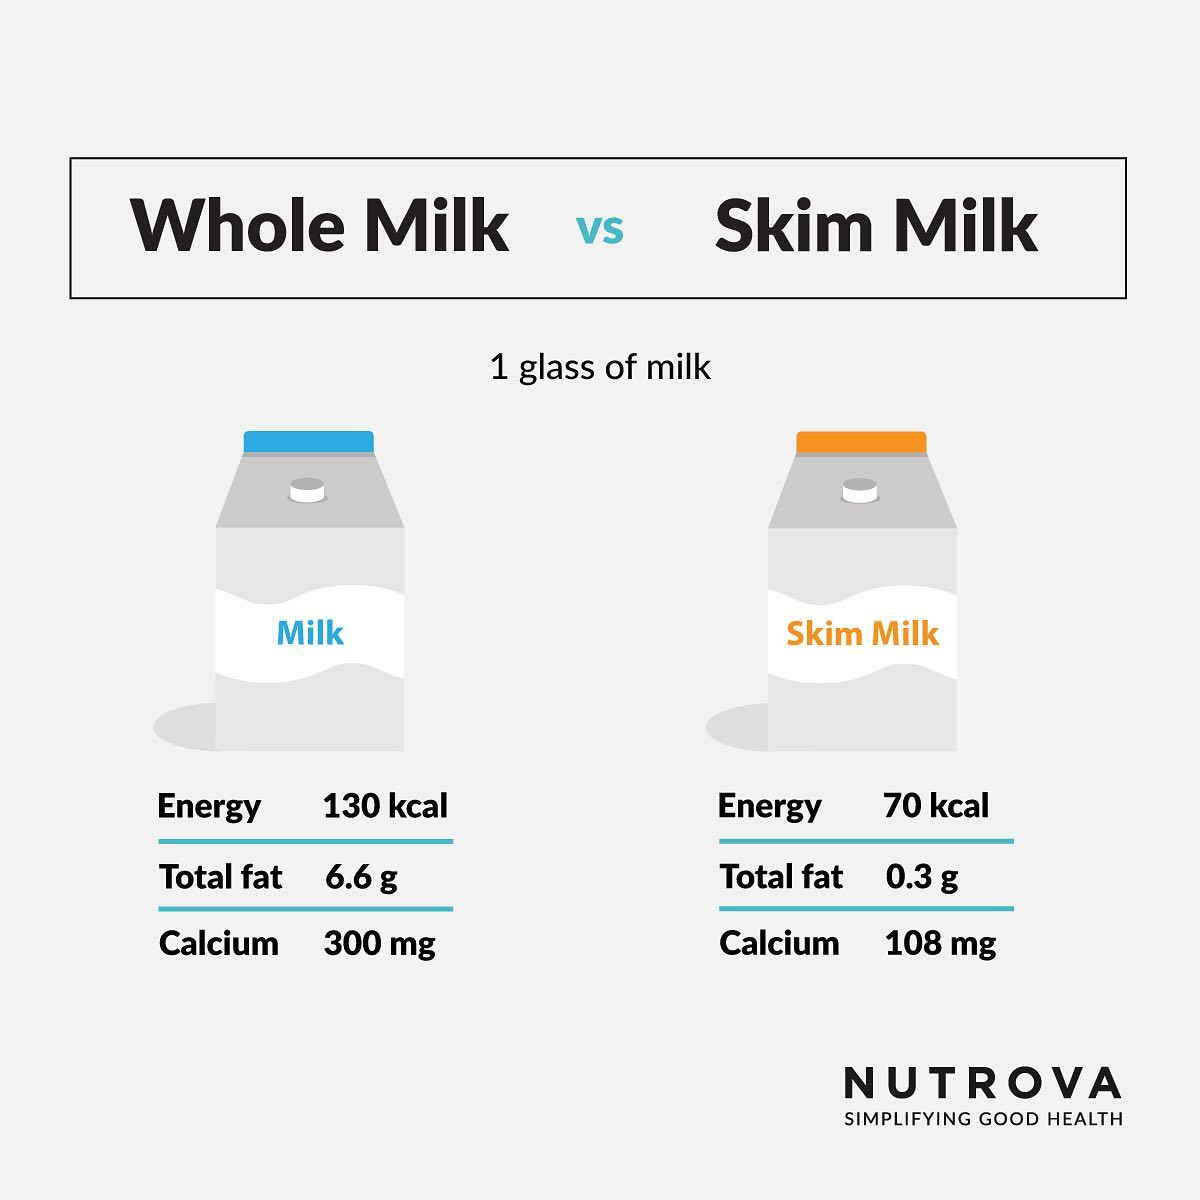 Whole Milk vs Skim Milk
1 glass of milk
Milk
Energy 130 kcal
Total fat 6.6 g
Calcium 300 mg
Skim Milk
Energy 70 kcal
Total fat 0.3 g
Calcium 108 mg
NUTROVA
SIMPLIFYING GOOD HEALTH